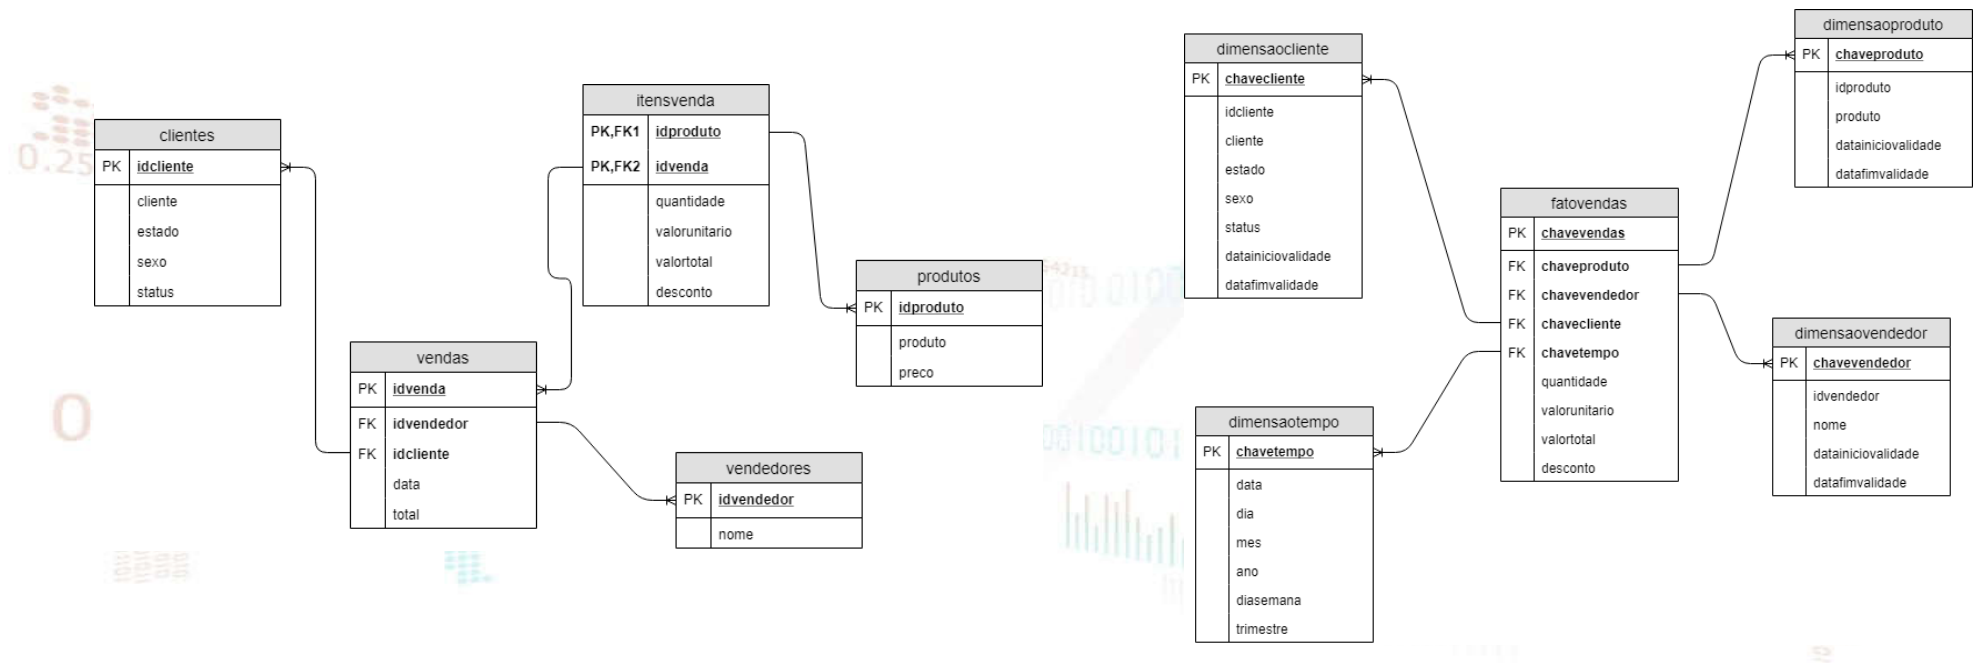 clientes
PK idcliente
cliente
estado
sexo
status
vendas
PK idvenda
FK idvendedor
FK idcliente
data
total
itensvenda
PK,FK1 idproduto
PK,FK2 idvenda
quantidade
valorunitario
valortotal
desconto
produtos
PK idproduto
produto
preco
vendedores
PK idvendedor
nome
dimensaocliente
PK chavecliente
idcliente
cliente
estado
sexo
status
datainiciovalidade
datafimvalidade
dimensaotempo
PK chavetempo
data
dia
mes
ano
diasemana
trimestre
fatovendas
PK chavevendas
FK chaveproduto
FK chavevendedor
FK chavecliente
FK chavetempo
quantidade
valorunitario
valortotal
desconto
dimensaoproduto
PK chaveproduto
idproduto
produto
datainiciovalidade
datafimvalidade
dimensaovendedor
PK chavevendedor
idvendedor
nome
datainiciovalidade
datafimvalidade
0.25
0